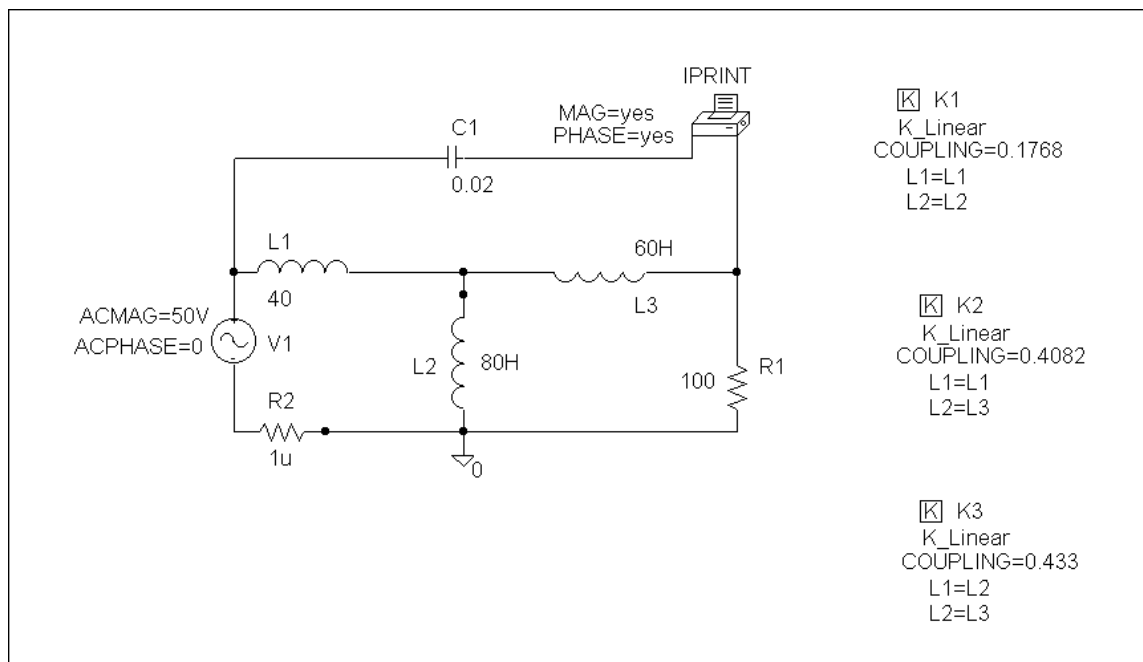 IPRINT
MAG=yes
PHASE=yes
C1
0.02
L1
40
60H
L3
ACMAG=50V
ACPHASE=0
V1
L2
80H
100
R1
R2
1u
0
K K1
K_Linear
COUPLING=0.1768
L1=L1
L2=L2
K K2
K_Linear
COUPLING=0.4082
L1=L1
L2=L3
K K3
K_Linear
COUPLING=0.433
L1=L2
L2=L3